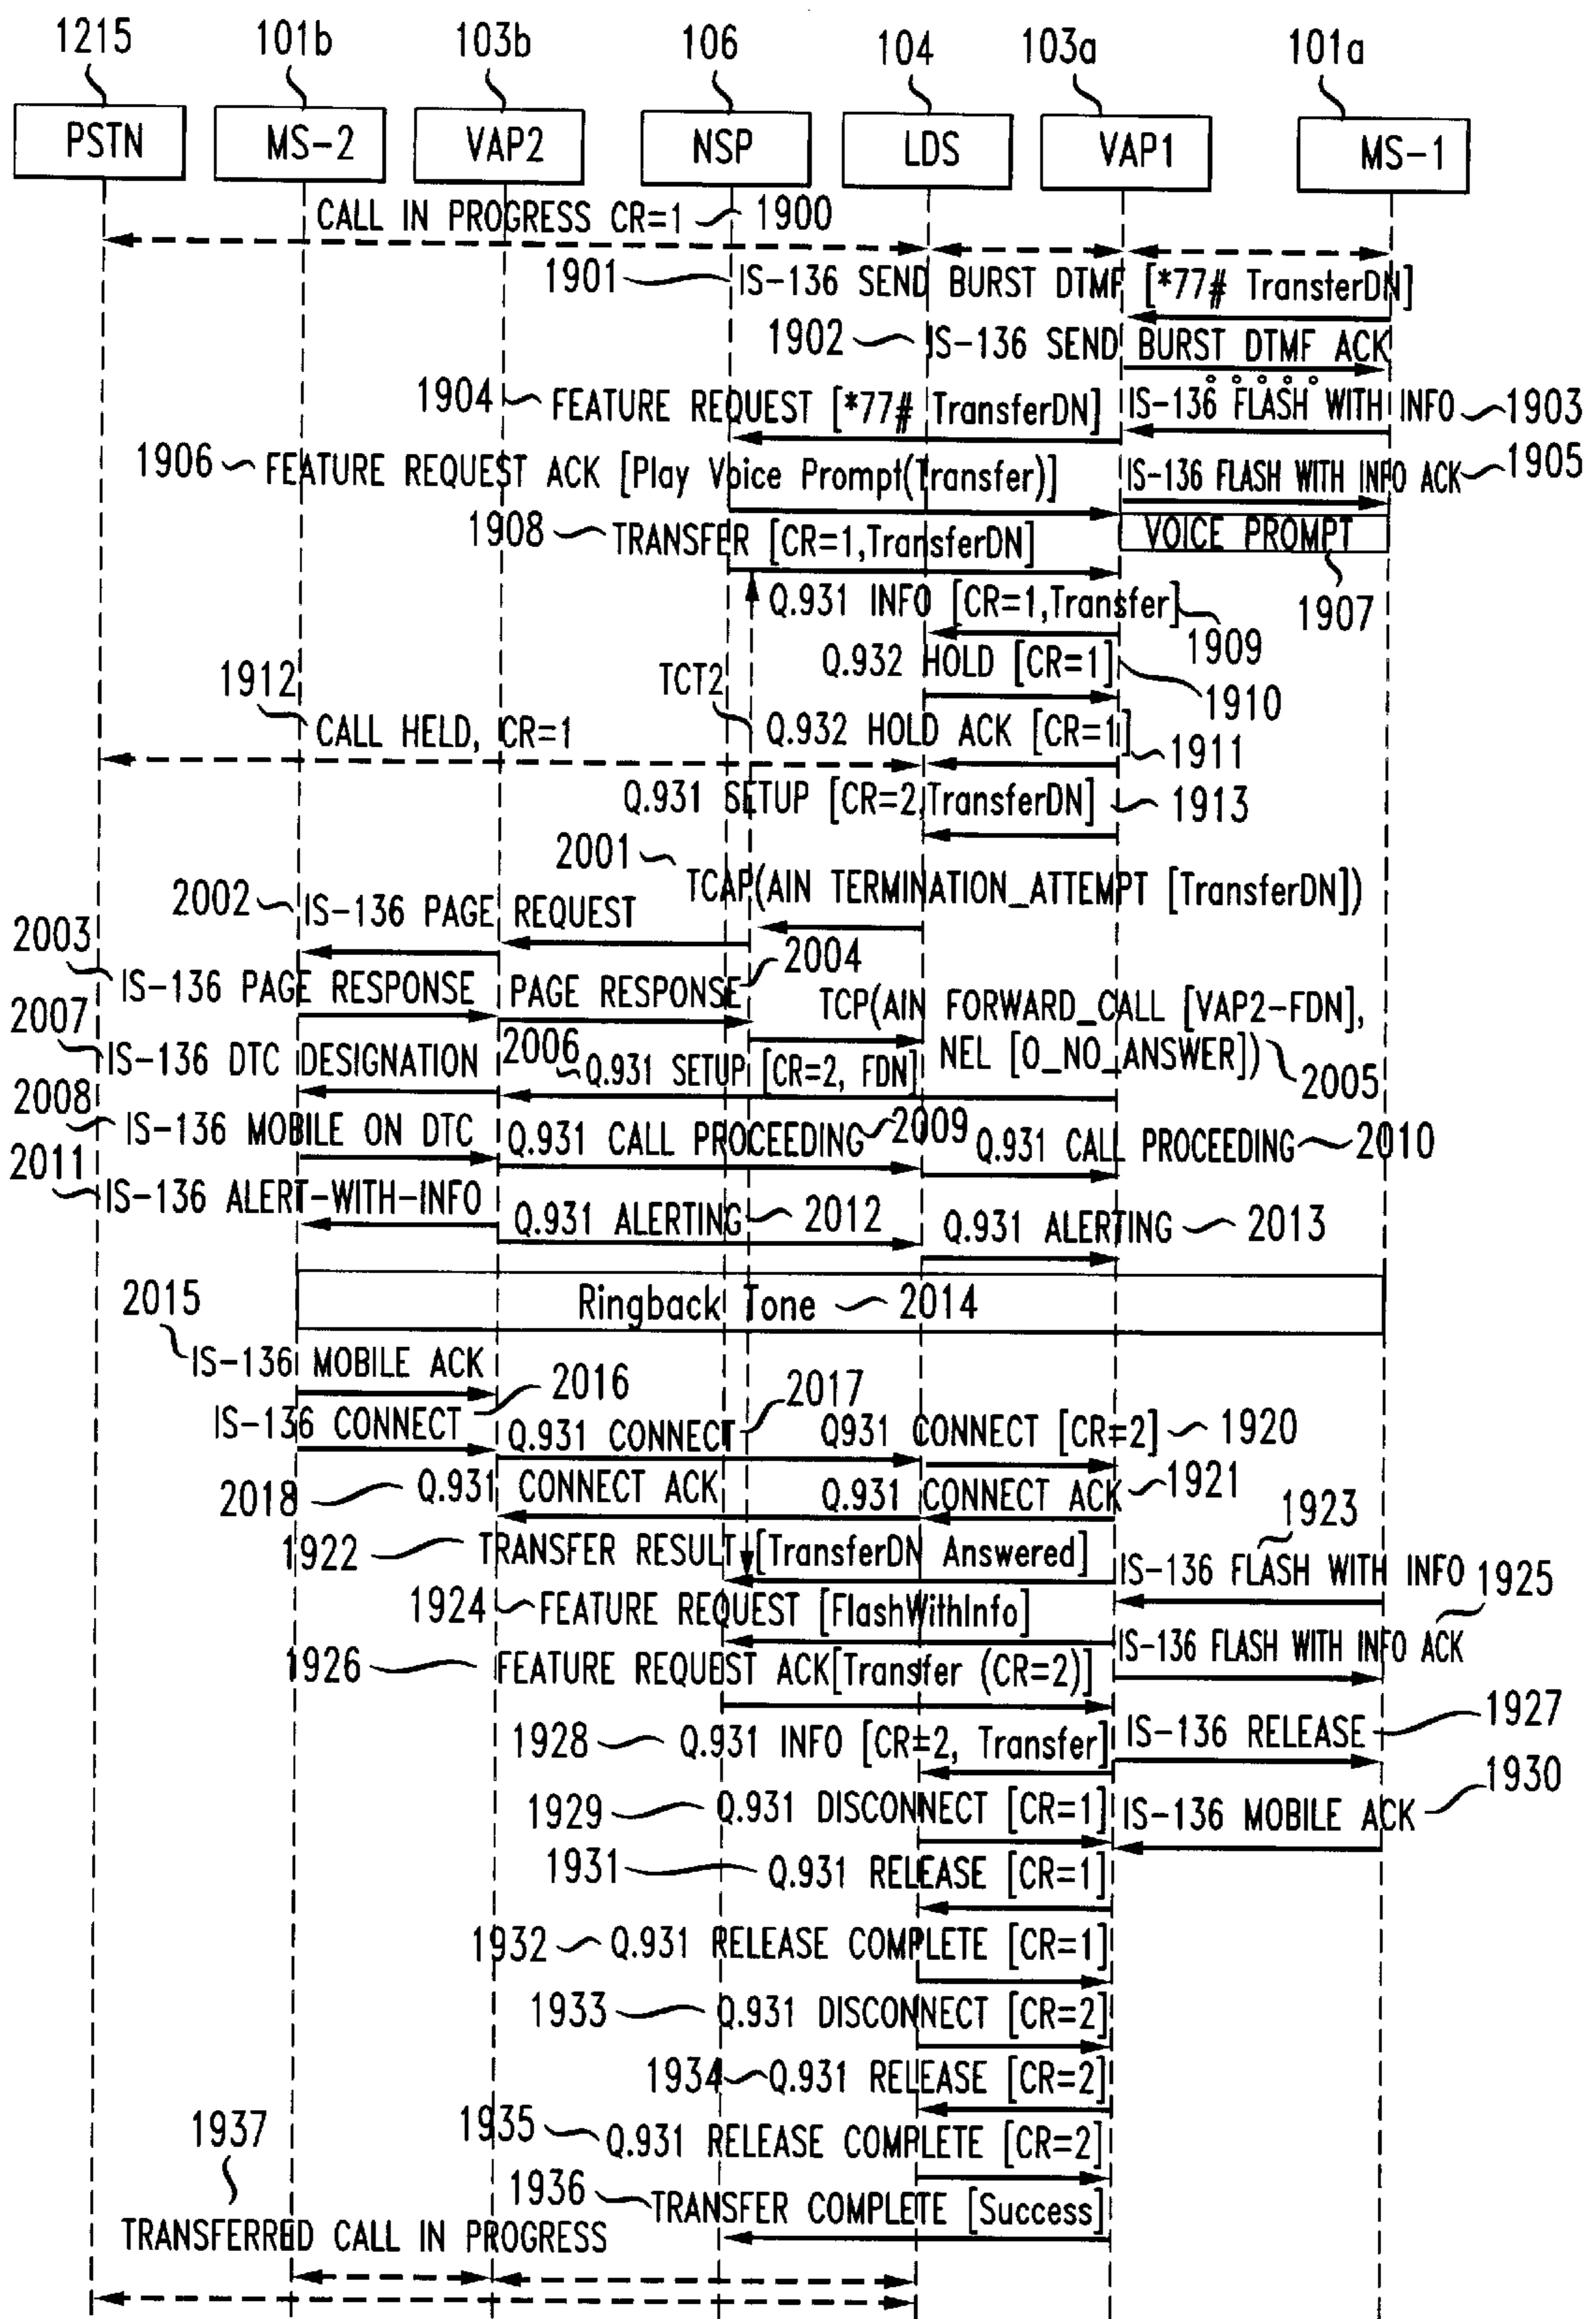 1215 101b 103b 106 104 103a 101a
PSTN MS-2 VAP2 NSP LDS VAP1 MS-1
CALL IN PROGRESS CR=1 1900
1901 IS-136 SEND BURST DTMF [*77# TransterDN]
1902 IS-136 SEND BURST DTMF ACK
1904 FEATURE REQUEST [*77# TransferDN] IS-136 FLASH WITH INFO 1903
1906 FEATURE REQUEST ACK [Play Voice Prompt(Transfer)] IS-136 FLASH WITH INFO ACK 1905
1908 TRANSFER [CR=1,TransferDN] VOICE PROMPT
1907
Q.931 INFO [CR=1,Transfer] 1909
TCT2
Q.932 HOLD [CR=1] 1910
1912 CALL HELD, CR=1
Q.932 HOLD ACK [CR=1] 1911
Q.931 SETUP [CR=2,TransferDN] 1913
2001 TCAP(AIN TERMINATION_ATTEMPT [TransferDN])
2002 IS-136 PAGE REQUEST
2003 IS-136 PAGE RESPONSE PAGE RESPONSE 2004
TCP(AIN FORWARD_CALL [VAP2-FDN],
NEL [O_NO_ANSWER]) 2005
2007 IS-136 DTC DESIGNATION 2006 Q.931 SETUP [CR=2, FDN]
2008 IS-136 MOBILE ON DTC Q.931 CALL PROCEEDING 2009 Q.931 CALL PROCEEDING 2010
2011 IS-136 ALERT-WITH-INFO Q.931 ALERTING 2012 Q.931 ALERTING 2013
Ringback Tone 2014
2015 IS-136 MOBILE ACK
IS-136 CONNECT 2016 Q.931 CONNECT 2017 Q931 CONNECT [CR=2] 1920
2018 Q.931 CONNECT ACK Q.931 CONNECT ACK 1921
1922 TRANSFER RESULT [TransferDN Answered] IS-136 FLASH WITH INFO 1923
1924 FEATURE REQUEST [FlashWithInfo] IS-136 FLASH WITH INFO ACK 1925
1926 FEATURE REQUEST ACK[Transfer (CR=2)]
1928 Q.931 INFO [CR=2, Transfer] IS-136 RELEASE 1927
1929 Q.931 DISCONNECT [CR=1] IS-136 MOBILE ACK 1930
1931 Q.931 RELEASE [CR=1]
1932 Q.931 RELEASE COMPLETE [CR=1]
1933 Q.931 DISCONNECT [CR=2]
1934 Q.931 RELEASE [CR=2]
1935 Q.931 RELEASE COMPLETE [CR=2]
1936 TRANSFER COMPLETE [Success]
1937 TRANSFERRED CALL IN PROGRESS